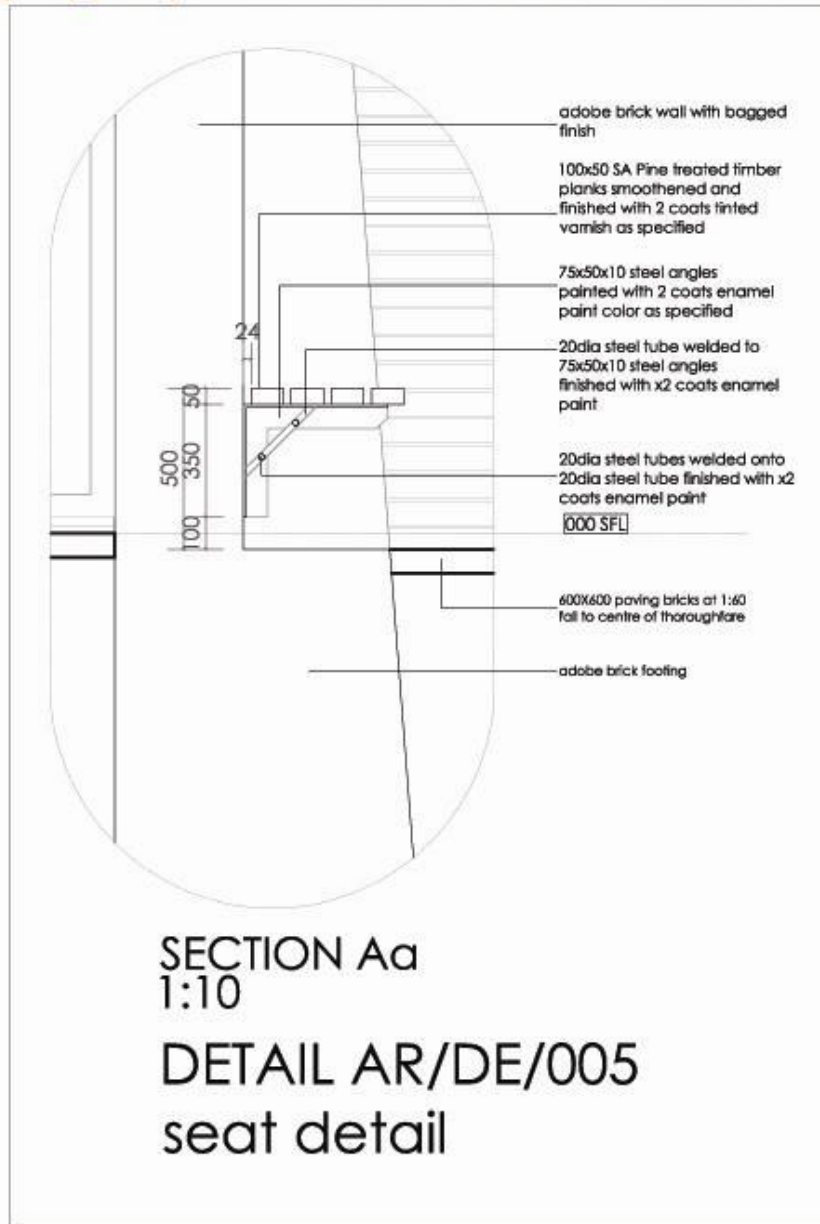 adobe brick wall with bagged
finish
100x50 SA Pine treated timber
planks smoothened and
finished with 2 coats tinted
varnish as specified
75x50x10 steel angles
painted with 2 coats enamel
paint color as specified
24
20dia steel tube welded to
75x50x10 steel angles
finished with x2 coats enamel
paint
50
500
350
100
20dia steel tubes welded onto
20dia steel tube finished with x2
coats enamel paint
000 SFL
600X600 paving bricks at 1:60
fall to centre of thoroughfare
adobe brick footing
SECTION Aa
1:10
DETAIL AR/DE/005
seat detail